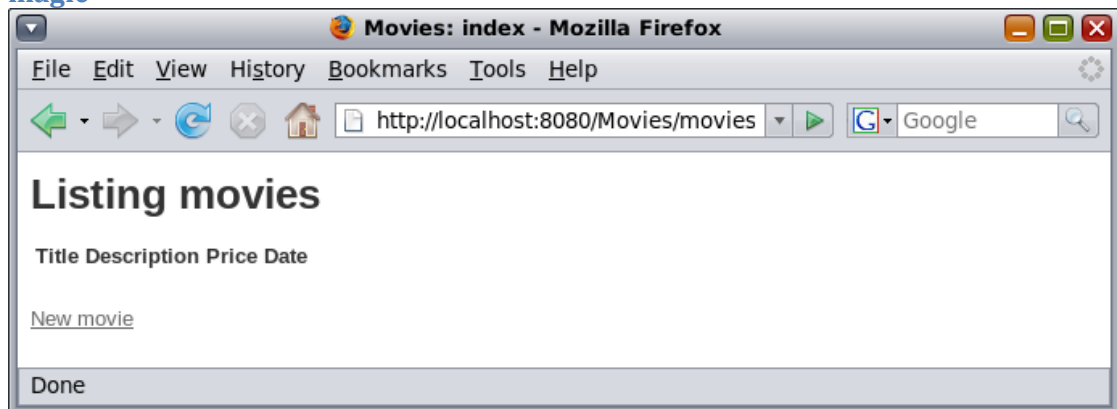 magic
Movies: index - Mozilla Firefox
File Edit View History Bookmarks Tools Help
http://localhost:8080/Movies/movies G Google
Listing movies
Title Description Price Date
New movie
Done